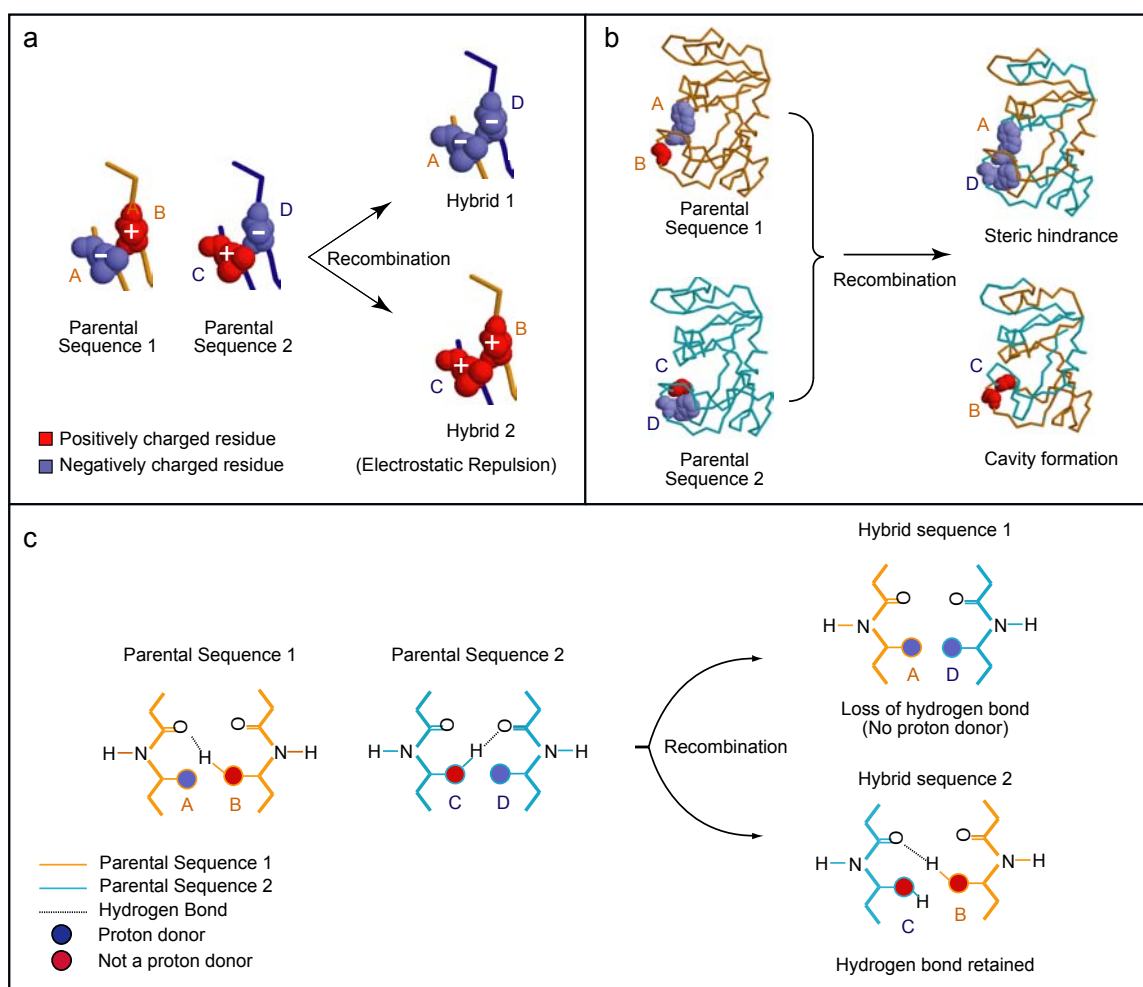 a
D
A
Hybrid 1
B
D
A
C
Recombination
Parental
Sequence 1
Parental
Sequence 2
B
C
Hybrid 2
(Electrostatic Repulsion)
Positively charged residue
Negatively charged residue
b
A
B
Parental
Sequence 1
A
D
Steric hindrance
Recombination
C
D
Parental
Sequence 2
C
B
Cavity formation
c
Hybrid sequence 1
O O
H N N H
A D
Loss of hydrogen bond
(No proton donor)
Parental Sequence 1
O O
H N H N H
A B
Parental Sequence 2
O O
H N H N H
C D
Recombination
Hybrid sequence 2
O O
H N H N H
H
C B
Hydrogen bond retained
Parental Sequence 1
Parental Sequence 2
Hydrogen Bond
Proton donor
Not a proton donor